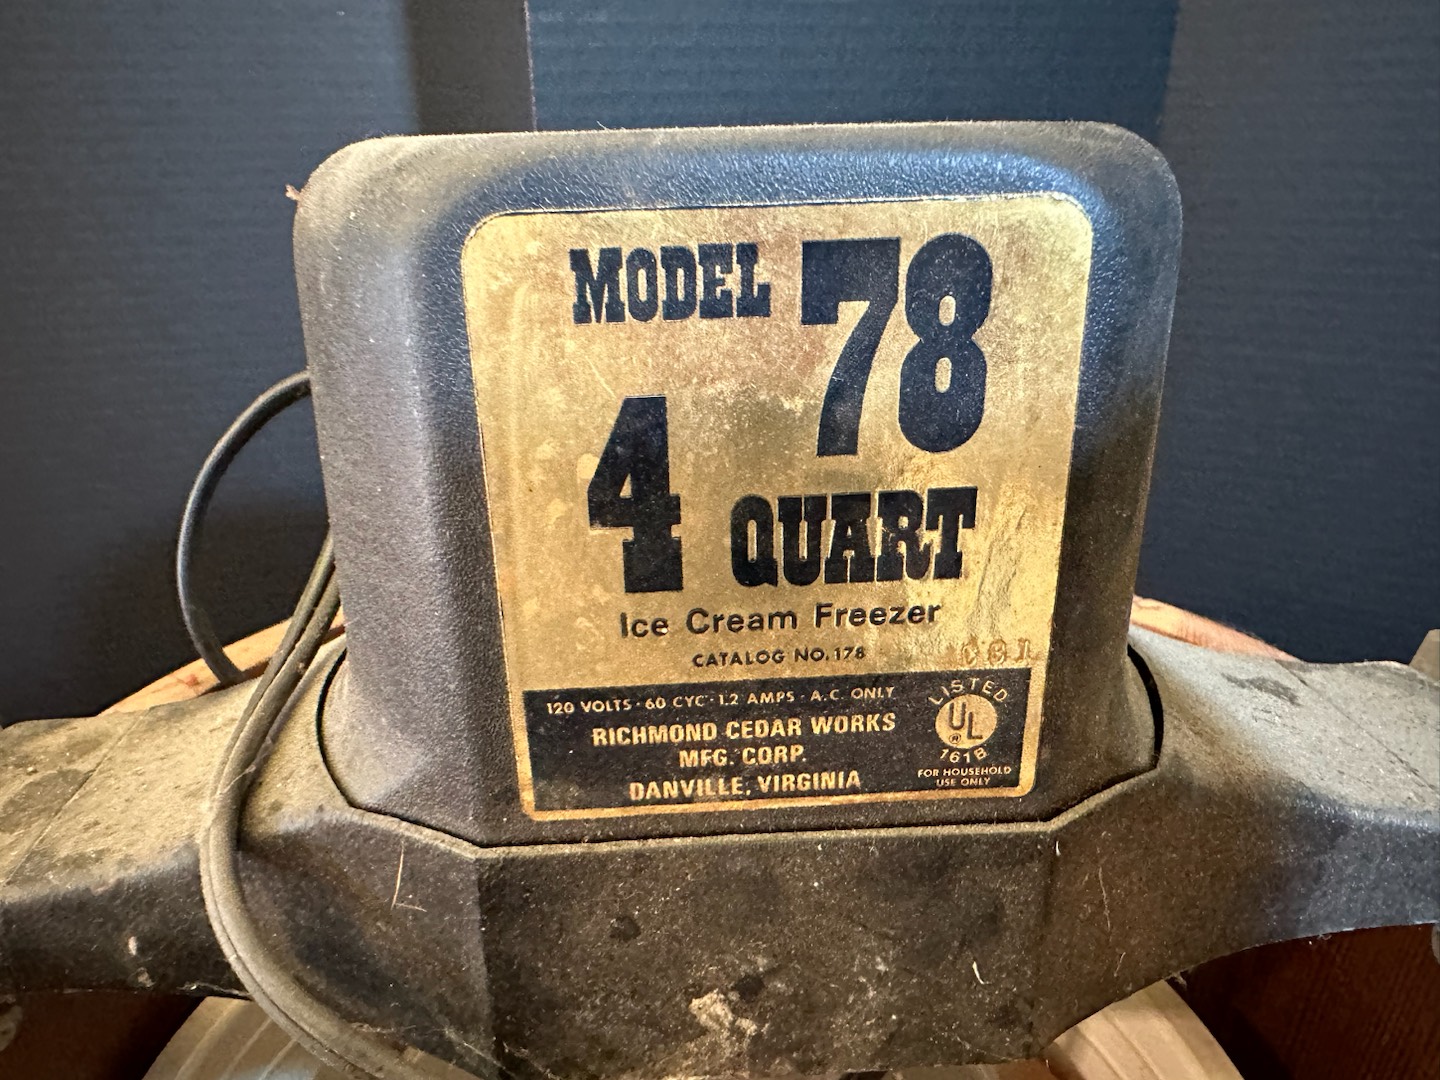 MODEL 78
4 QUART
Ice Cream Freezer
CATALOG NO. 178
120 VOLTS · 60 CYC · 1.2 AMPS · A.C. ONLY
RICHMOND CEDAR WORKS
MFG. CORP.
DANVILLE, VIRGINIA
LISTED
UL
®
161B
FOR HOUSEHOLD
USE ONLY